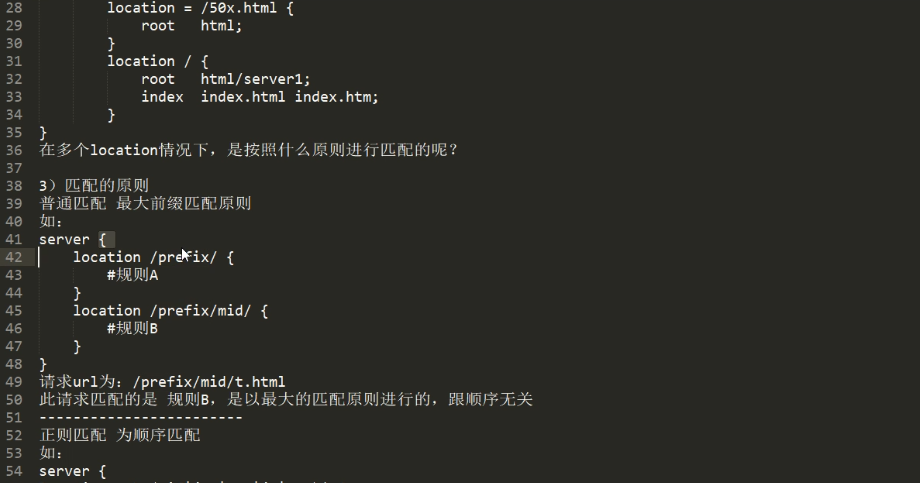 28 location = /50x.html {
29 root html;
30 }
31 location / {
32 root html/server1;
33 index index.html index.htm;
34 }
35 }
36 在多个location情况下，是按照什么原则进行匹配的呢？
37
38 3）匹配的原则
39 普通匹配 最大前缀匹配原则
40 如：
41 server {
42 location /prefix/ {
43 #规则A
44 }
45 location /prefix/mid/ {
46 #规则B
47 }
48 }
49 请求url为：/prefix/mid/t.html
50 此请求匹配的是 规则B，是以最大的匹配原则进行的，跟顺序无关
51 ------------------------
52 正则匹配 为顺序匹配
53 如：
54 server {